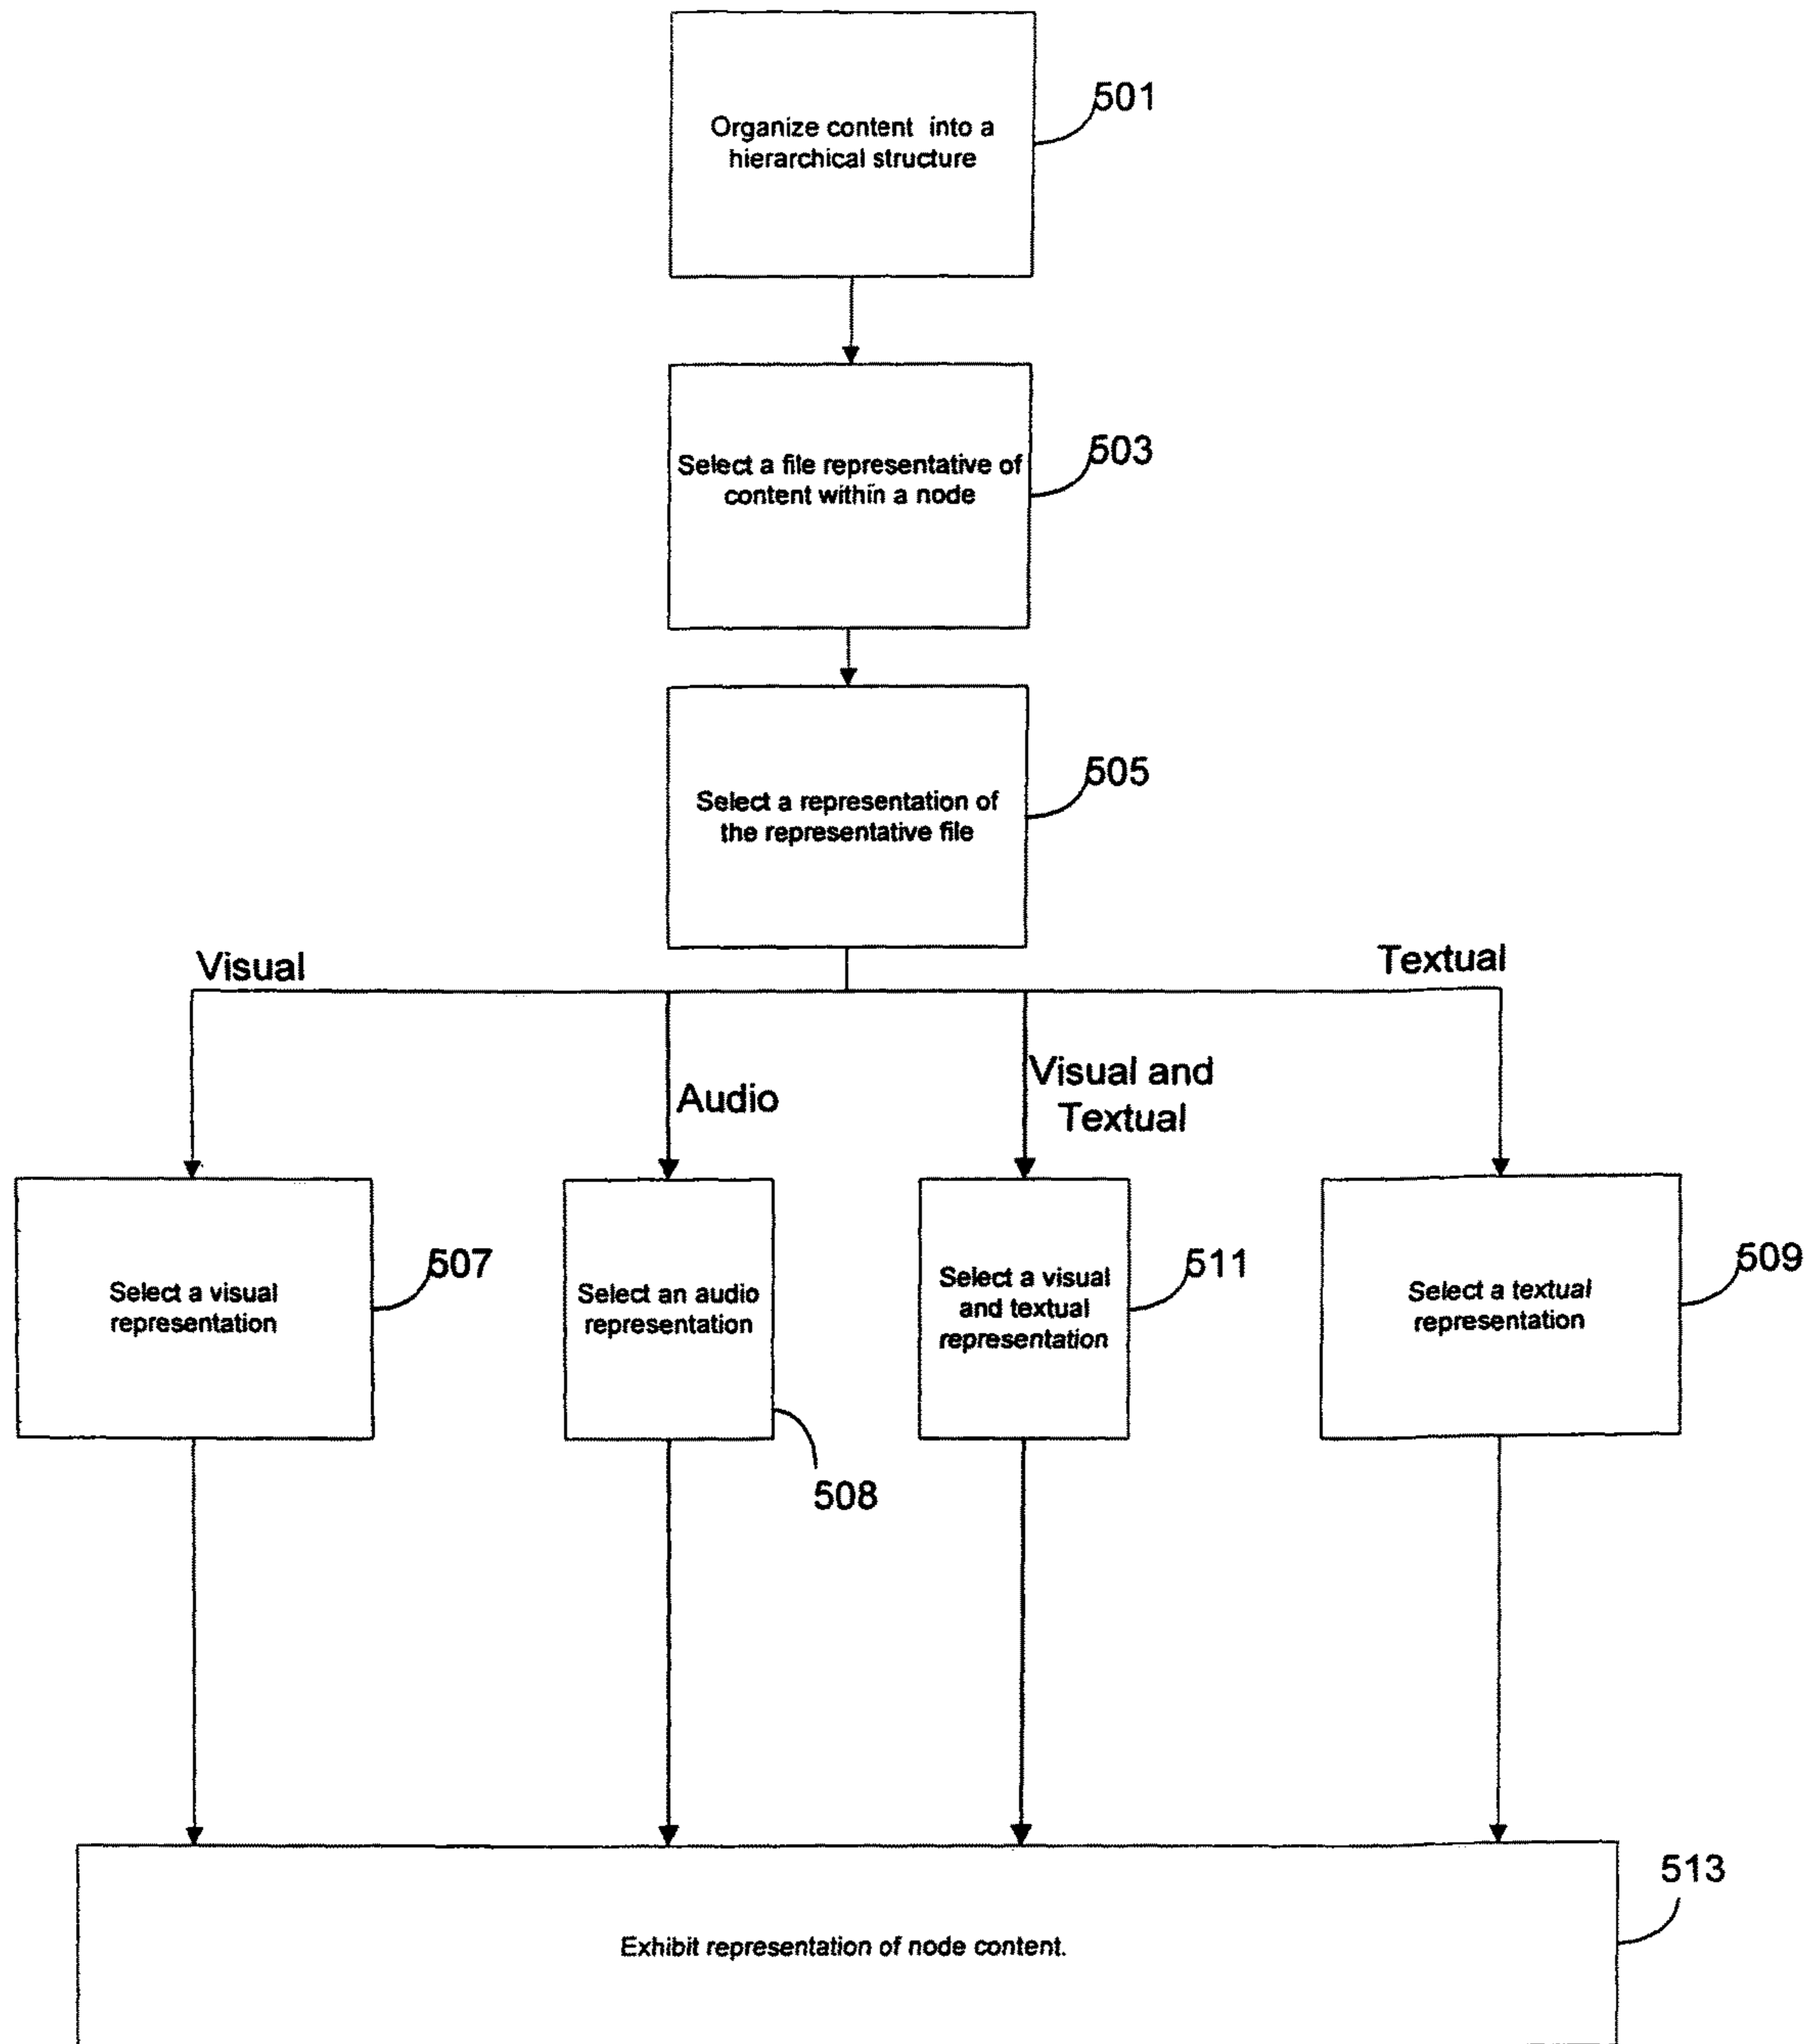 Organize content into a
hierarchical structure
501
Select a file representative of
content within a node
503
Select a representation of
the representative file
505
Visual
Textual
Audio
Visual and
Textual
Select a visual
representation
507
Select an audio
representation
508
Select a visual
and textual
representation
511
Select a textual
representation
509
Exhibit representation of node content.
513